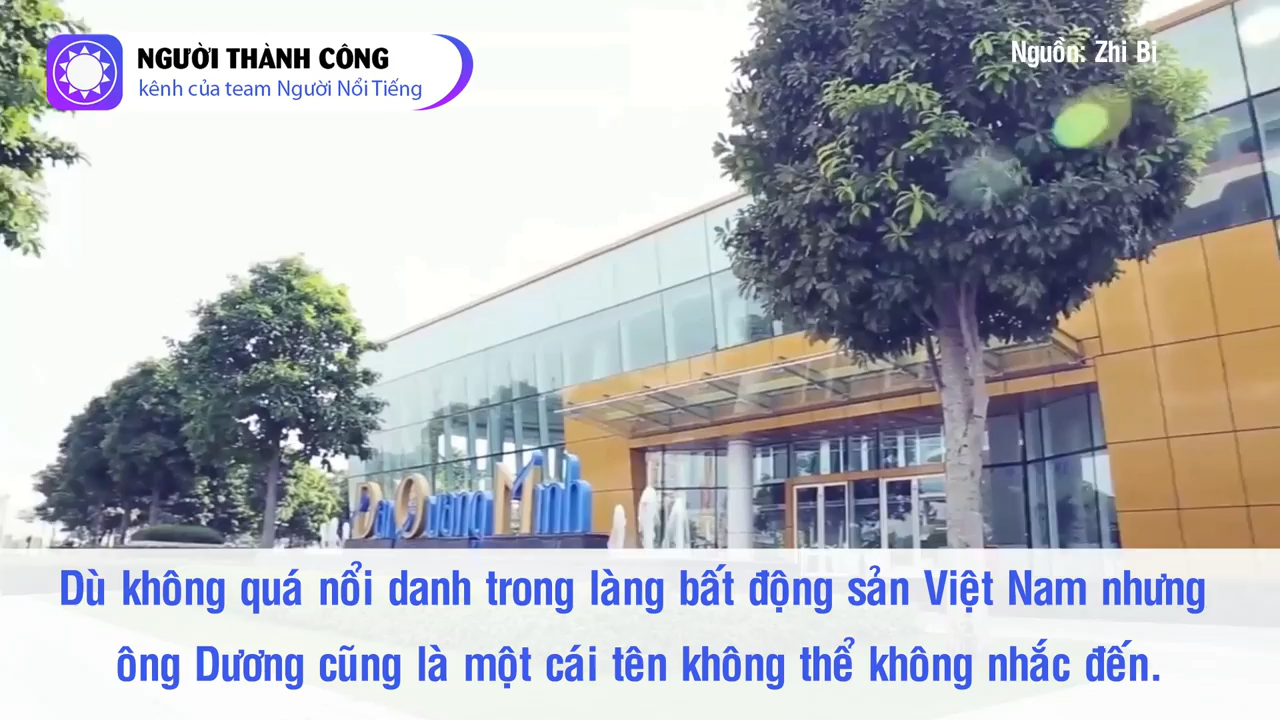 NGƯỜI THÀNH CÔNG
kênh của team Người Nổi Tiếng
Nguồn: Zhi Bi
Đại Quang Minh
Dù không quá nổi danh trong làng bất động sản Việt Nam nhưng
ông Dương cũng là một cái tên không thể không nhắc đến.